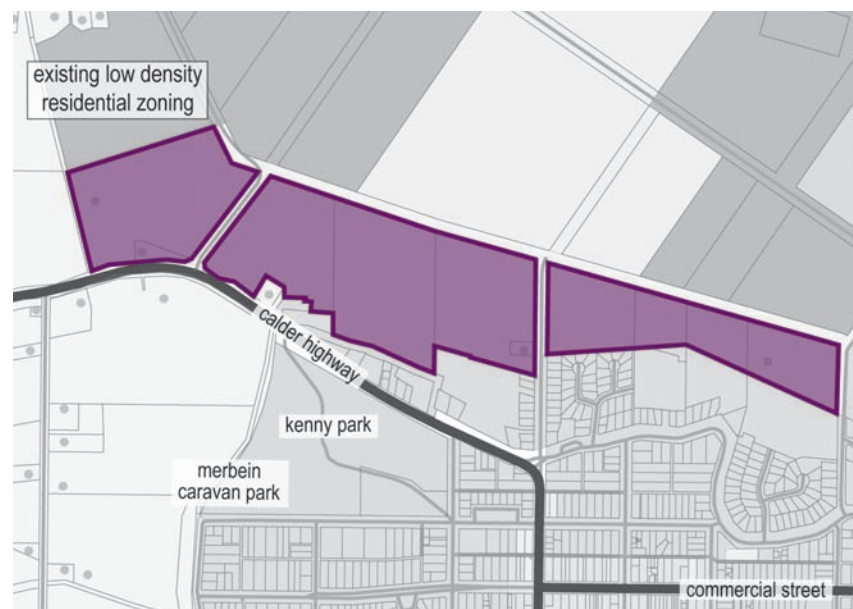 existing low density
residential zoning
calder highway
kenny park
merbein
caravan park
commercial street